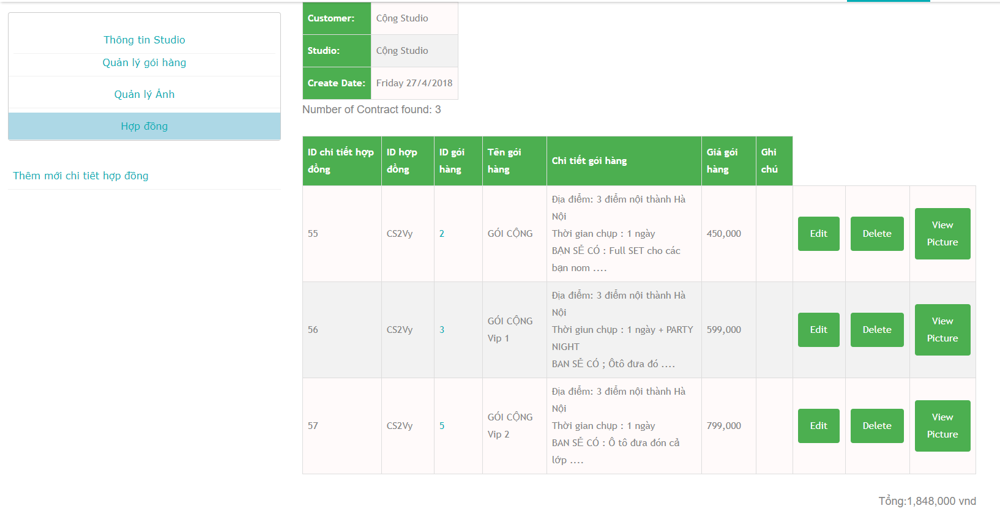 Thông tin Studio
Quản lý gói hàng
Quản lý Ảnh
Hợp đồng
Thêm mới chi tiết hợp đồng
Customer: Cộng Studio
Studio: Cộng Studio
Create Date: Friday 27/4/2018
Number of Contract found: 3
ID chi tiết hợp
đồng
ID hợp
đồng
ID gói
hàng
Tên gói
hàng
Chi tiết gói hàng
Giá gói
hàng
Ghi
chú
55
CS2Vy
2
GÓI CỘNG
Địa điểm: 3 điểm nội thành Hà
Nội
Thời gian chụp : 1 ngày
BẠN SẼ CÓ : Full SET cho các
bạn nom ....
450,000
Edit
Delete
View
Picture
56
CS2Vy
3
GÓI CỘNG
Vip 1
Địa điểm: 3 điểm nội thành Hà
Nội
Thời giun chụp : 1 ngày + PARTY
NIGHT
BAN SẼ CÓ ; Ôtô đưa đó ....
599,000
Edit
Delete
View
Picture
57
CS2Vy
5
GÓI CỘNG
Vip 2
Địa điểm: 3 điểm nội thành Hà
Nội
Thời gian chụp : 1 ngày
BAN SẼ CÓ : Ô tô đưa đón cả
lớp ....
799,000
Edit
Delete
View
Picture
Tổng:1,848,000 vnd